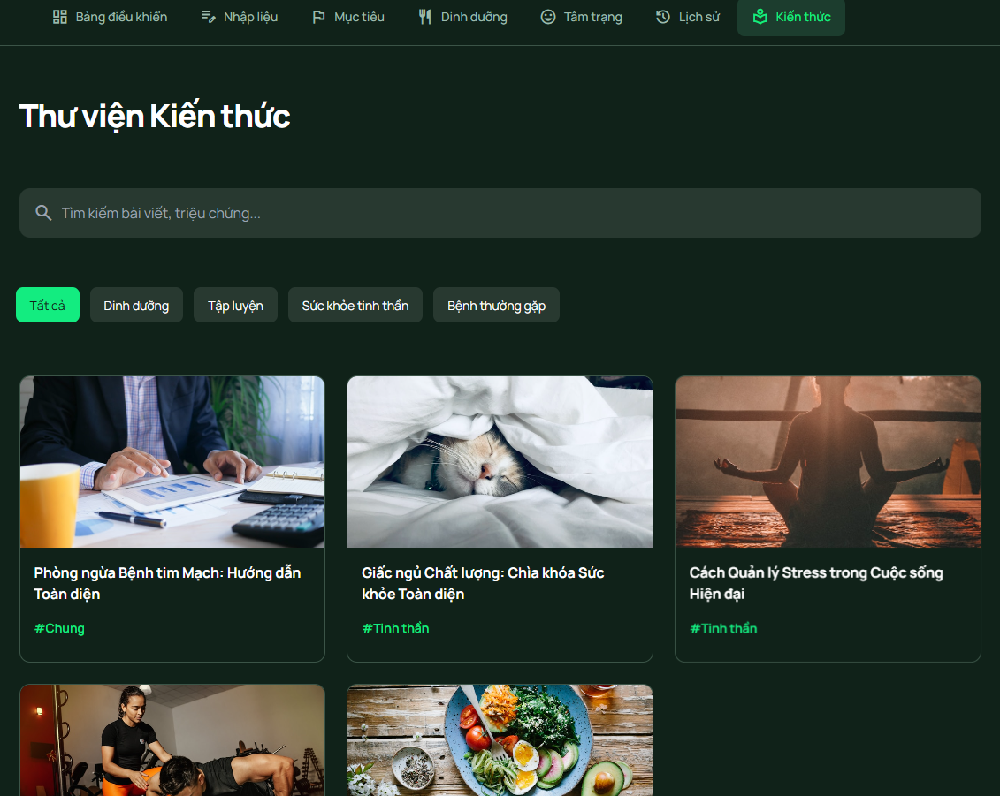 Bảng điều khiển
Nhập liệu
Mục tiêu
Dinh dưỡng
Tâm trạng
Lịch sử
Kiến thức
Thư viện Kiến thức
Tìm kiếm bài viết, triệu chứng...
Tất cả
Dinh dưỡng
Tập luyện
Sức khỏe tinh thần
Bệnh thường gặp
Phòng ngừa Bệnh tim Mạch: Hướng dẫn
Toàn diện
#Chung
Giấc ngủ Chất lượng: Chìa khóa Sức
khỏe Toàn diện
#Tinh thần
Cách Quản lý Stress trong Cuộc sống
Hiện đại
#Tinh thần